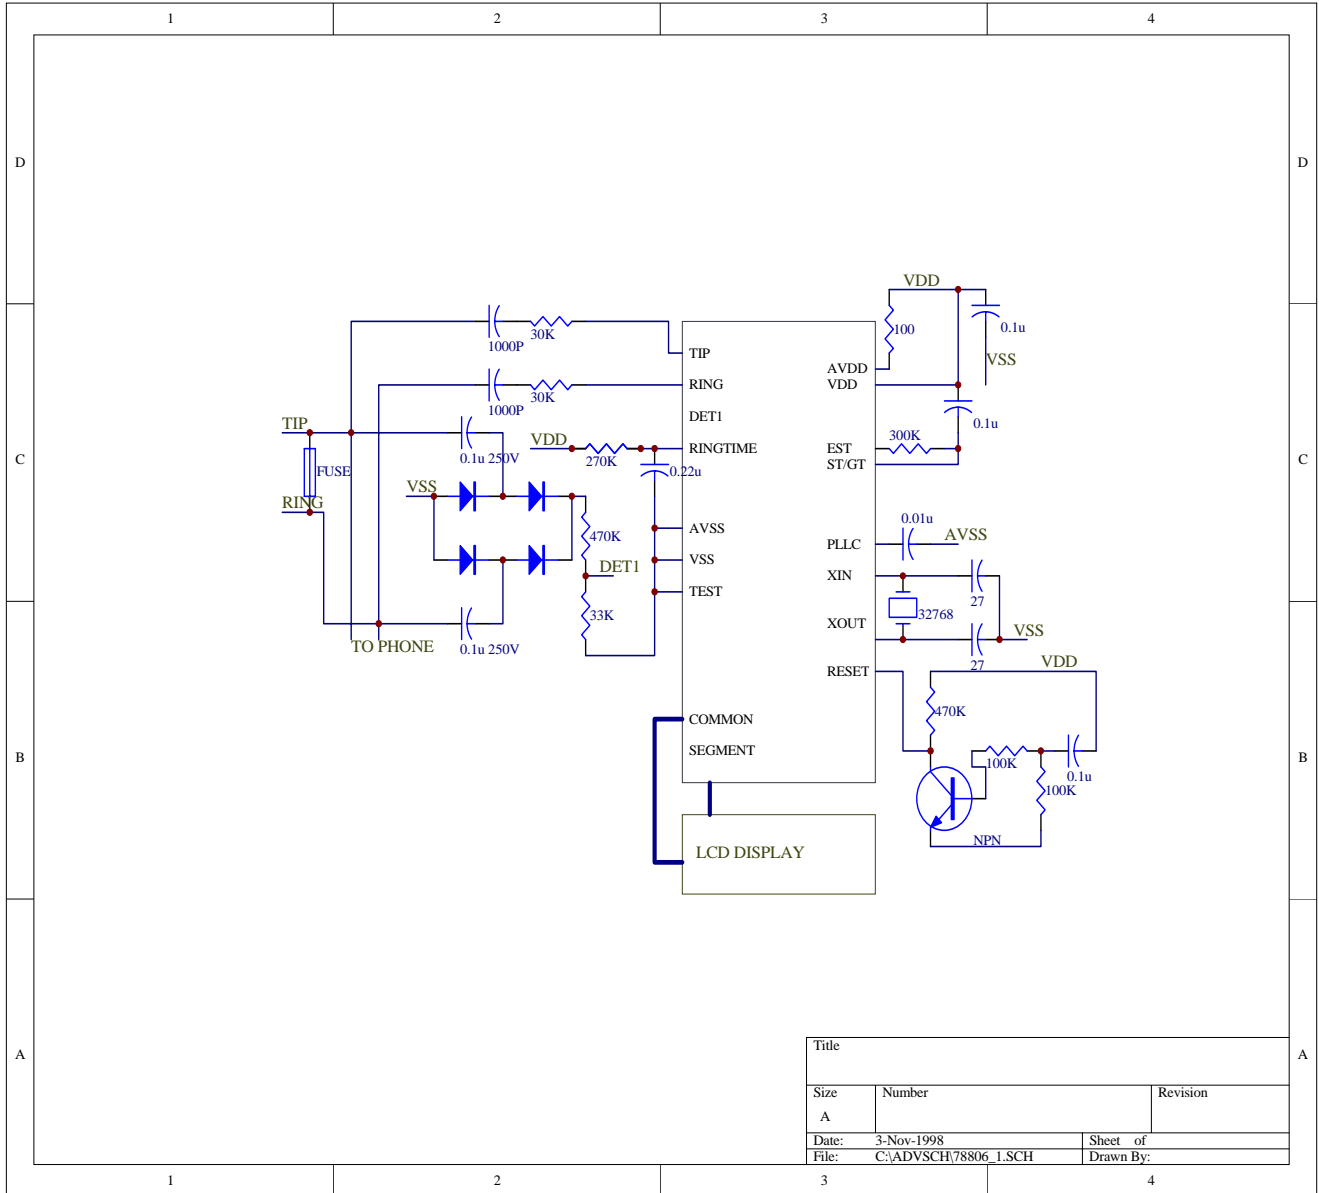 1 2 3 4
D D
C C
B B
A A
1 2 3 4
VDD
100
0.1u
VSS
1000P
30K
TIP
AVDD
VDD
RING
1000P
30K
DET1
0.1u
TIP
0.1u 250V
VDD
270K
RINGTIME
0.22u
EST
300K
ST/GT
FUSE
RING
VSS
470K
DET1
33K
AVSS
VSS
TEST
0.01u
PLLC
AVSS
XIN
27
32768
XOUT
VSS
27
TO PHONE
0.1u 250V
RESET
VDD
470K
COMMON
SEGMENT
100K
0.1u
100K
NPN
LCD DISPLAY
Title
Size Number Revision
A
Date: 3-Nov-1998 Sheet of
File: C:\ADVSCH\78806_1.SCH Drawn By: